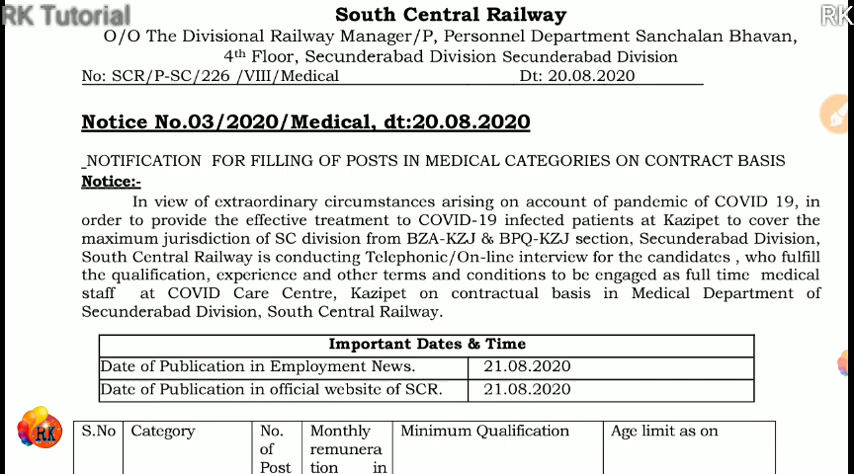 RK Tutorial
RK
South Central Railway
O/O The Divisional Railway Manager/P, Personnel Department Sanchalan Bhavan,
4th Floor, Secunderabad Division Secunderabad Division
No: SCR/P-SC/226 /VIII/Medical Dt: 20.08.2020
Notice No.03/2020/Medical, dt:20.08.2020
NOTIFICATION FOR FILLING OF POSTS IN MEDICAL CATEGORIES ON CONTRACT BASIS
Notice:-
In view of extraordinary circumstances arising on account of pandemic of COVID 19, in
order to provide the effective treatment to COVID-19 infected patients at Kazipet to cover the
maximum jurisdiction of SC division from BZA-KZJ & BPQ-KZJ section, Secunderabad Division,
South Central Railway is conducting Telephonic/On-line interview for the candidates , who fulfill
the qualification, experience and other terms and conditions to be engaged as full time medical
staff at COVID Care Centre, Kazipet on contractual basis in Medical Department of
Secunderabad Division, South Central Railway.
Important Dates & Time
Date of Publication in Employment News. 21.08.2020
Date of Publication in official website of SCR. 21.08.2020
RK
S.No Category No. Monthly Minimum Qualification Age limit as on
of remunera
Post tion in